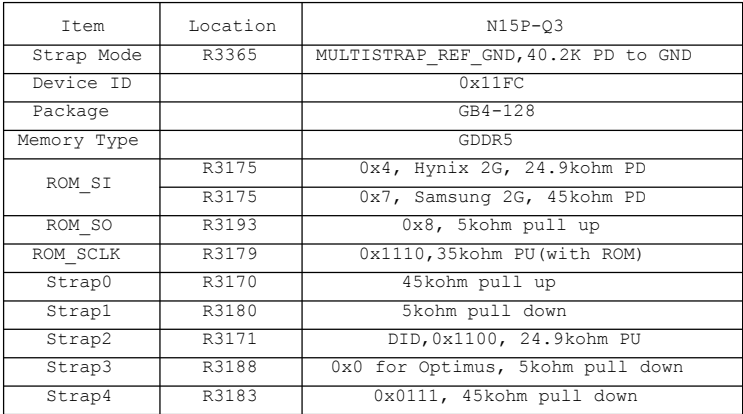 Item Location N15P-Q3
Strap Mode R3365 MULTISTRAP_REF_GND,40.2K PD to GND
Device ID 0x11FC
Package GB4-128
Memory Type GDDR5
ROM_SI R3175 0x4, Hynix 2G, 24.9kohm PD
R3175 0x7, Samsung 2G, 45kohm PD
ROM_SO R3193 0x8, 5kohm pull up
ROM_SCLK R3179 0x1110,35kohm PU(with ROM)
Strap0 R3170 45kohm pull up
Strap1 R3180 5kohm pull down
Strap2 R3171 DID,0x1100, 24.9kohm PU
Strap3 R3188 0x0 for Optimus, 5kohm pull down
Strap4 R3183 0x0111, 45kohm pull down